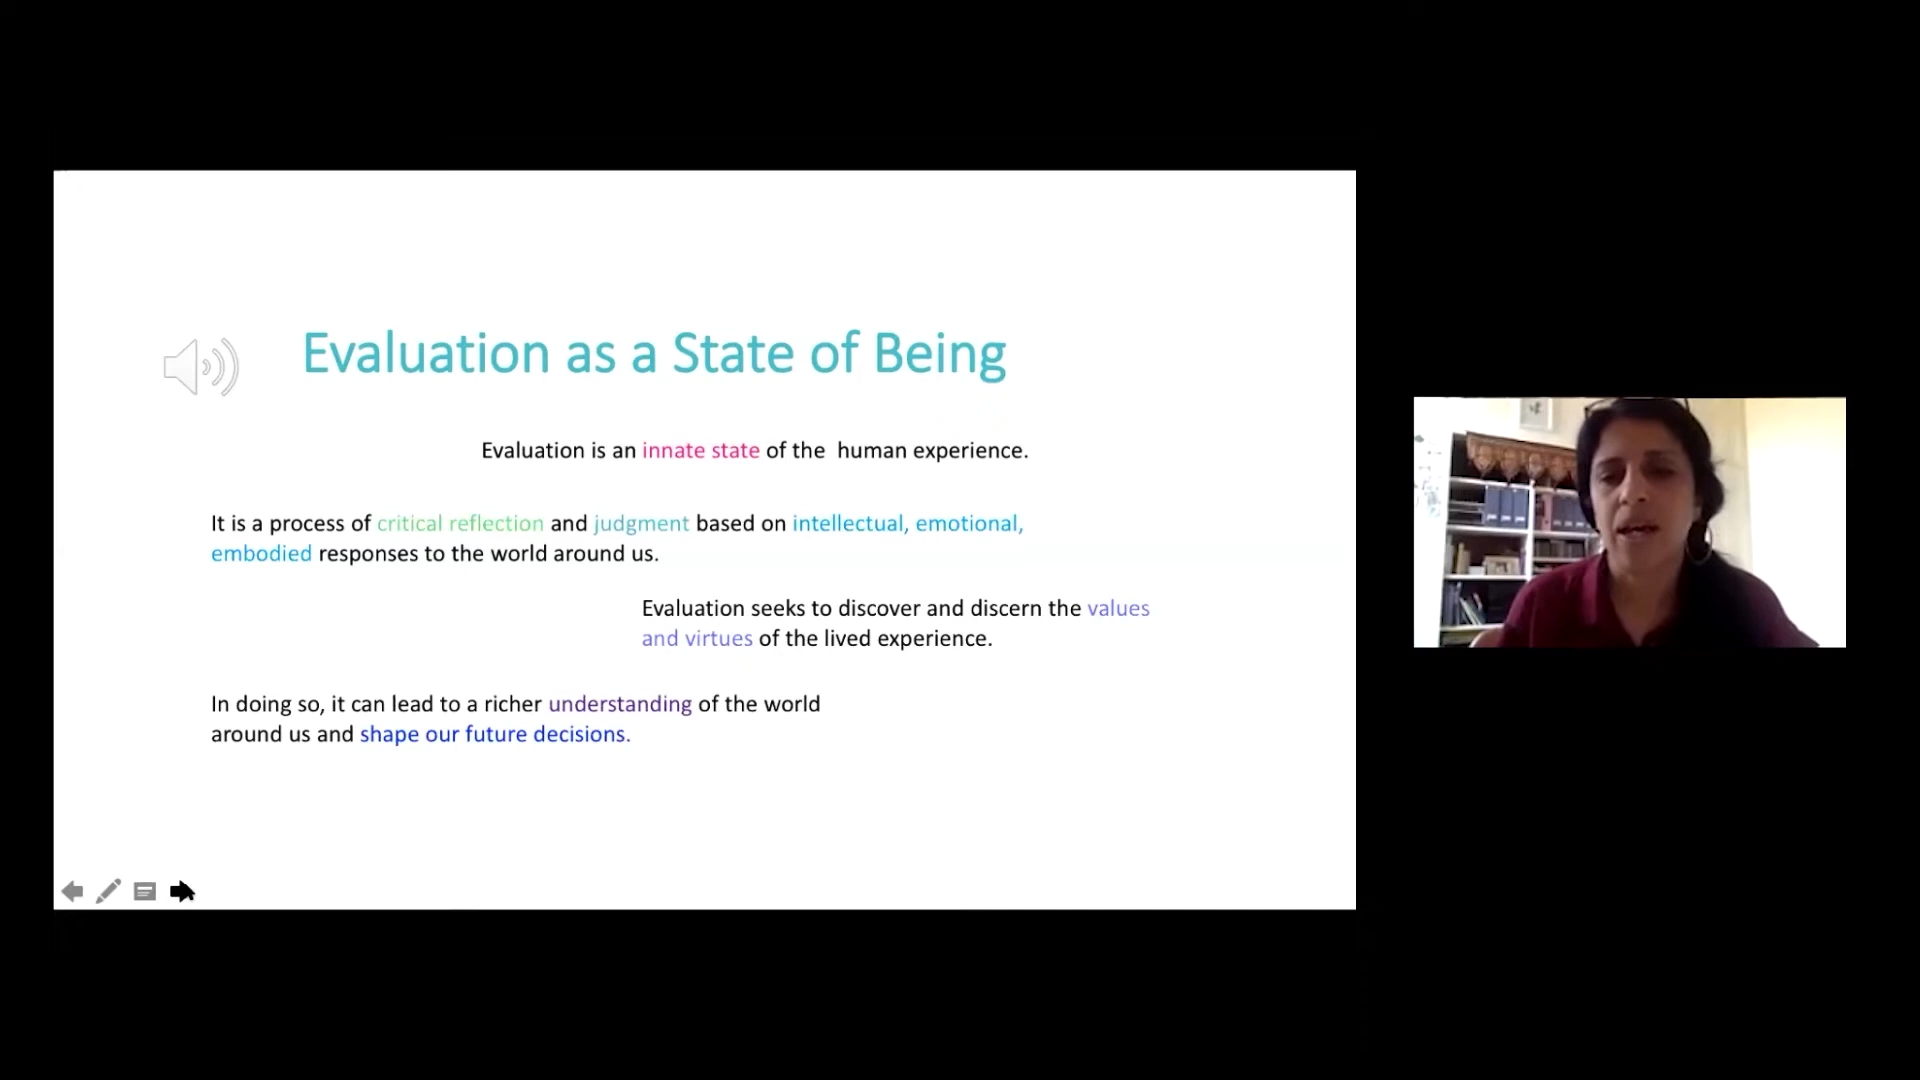 Evaluation as a State of Being
Evaluation is an innate state of the human experience.
It is a process of critical reflection and judgment based on intellectual, emotional,
embodied responses to the world around us.
Evaluation seeks to discover and discern the values
and virtues of the lived experience.
In doing so, it can lead to a richer understanding of the world
around us and shape our future decisions.